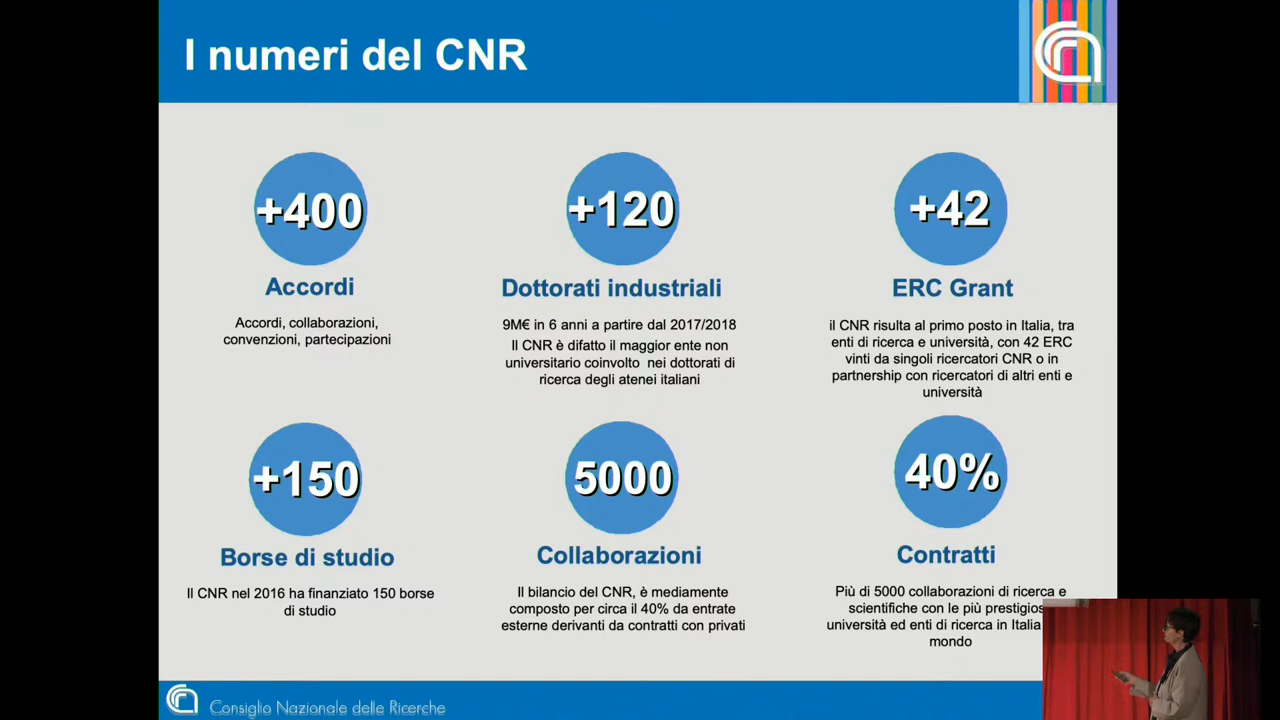 I numeri del CNR
+400
Accordi
Accordi, collaborazioni,
convenzioni, partecipazioni
+120
Dottorati industriali
9M€ in 6 anni a partire dal 2017/2018
Il CNR è difatto il maggior ente non
universitario coinvolto nei dottorati di
ricerca degli atenei italiani
+42
ERC Grant
il CNR risulta al primo posto in Italia, tra
enti di ricerca e università, con 42 ERC
vinti da singoli ricercatori CNR o in
partnership con ricercatori di altri enti e
università
+150
Borse di studio
Il CNR nel 2016 ha finanziato 150 borse
di studio
5000
Collaborazioni
Il bilancio del CNR, è mediamente
composto per circa il 40% da entrate
esterne derivanti da contratti con privati
40%
Contratti
Più di 5000 collaborazioni di ricerca e
scientifiche con le più
università ed enti di ricerca in Italia
mondo
Consiglio Nazionale delle Ricerche